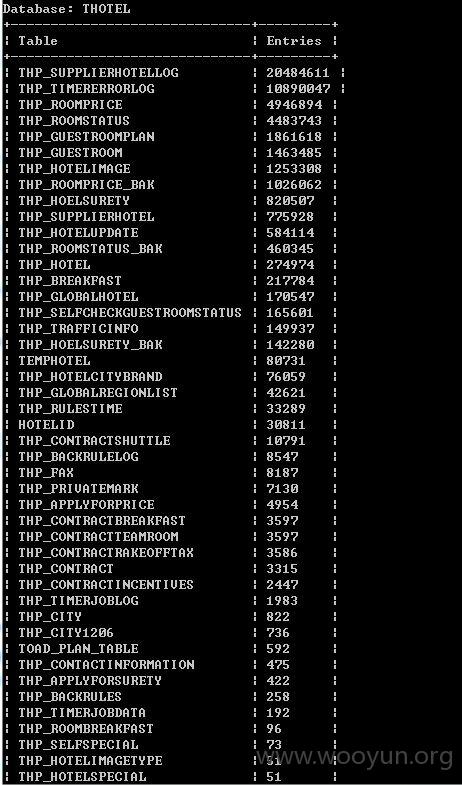 Database: THOTEL
+------------------------------+----------+
¦ Table ¦ Entries ¦
+------------------------------+----------+
¦ THP_SUPPLIERHOTELLOG ¦ 20484611 ¦
¦ THP_TIMERERRORLOG ¦ 10890047 ¦
¦ THP_ROOMPRICE ¦ 4946894 ¦
¦ THP_ROOMSTATUS ¦ 4483743 ¦
¦ THP_GUESTROOMPLAN ¦ 1861618 ¦
¦ THP_GUESTROOM ¦ 1463485 ¦
¦ THP_HOTELIMAGE ¦ 1253308 ¦
¦ THP_ROOMPRICE_BAK ¦ 1026062 ¦
¦ THP_HOELSURETY ¦ 820507 ¦
¦ THP_SUPPLIERHOTEL ¦ 775928 ¦
¦ THP_HOTELUPDATE ¦ 584114 ¦
¦ THP_ROOMSTATUS_BAK ¦ 460345 ¦
¦ THP_HOTEL ¦ 274974 ¦
¦ THP_BREAKFAST ¦ 217784 ¦
¦ THP_GLOBALHOTEL ¦ 170547 ¦
¦ THP_SELFCHECKGUESTROOMSTATUS ¦ 165601 ¦
¦ THP_TRAFFICINFO ¦ 149937 ¦
¦ THP_HOELSURETY_BAK ¦ 142280 ¦
¦ TEMPHOTEL ¦ 80731 ¦
¦ THP_HOTELCITYBRAND ¦ 76059 ¦
¦ THP_GLOBALREGIONLIST ¦ 42621 ¦
¦ THP_RULESTIME ¦ 33289 ¦
¦ HOTELID ¦ 30811 ¦
¦ THP_CONTRACTSHUTTLE ¦ 10791 ¦
¦ THP_BACKRULELOG ¦ 8547 ¦
¦ THP_FAX ¦ 8187 ¦
¦ THP_PRIVATEMARK ¦ 7130 ¦
¦ THP_APPLYFORPRICE ¦ 4954 ¦
¦ THP_CONTRACTBREAKFAST ¦ 3597 ¦
¦ THP_CONTRACTTEAMROOM ¦ 3597 ¦
¦ THP_CONTRACTRAKEOFFTAX ¦ 3586 ¦
¦ THP_CONTRACT ¦ 3315 ¦
¦ THP_CONTRACTINCENTIVES ¦ 2447 ¦
¦ THP_TIMERJOBLOG ¦ 1983 ¦
¦ THP_CITY ¦ 822 ¦
¦ THP_CITY1206 ¦ 736 ¦
¦ TOAD_PLAN_TABLE ¦ 592 ¦
¦ THP_CONTACTINFORMATION ¦ 475 ¦
¦ THP_APPLYFORSURETY ¦ 422 ¦
¦ THP_BACKRULES ¦ 258 ¦
¦ THP_TIMERJOBDATA ¦ 192 ¦
¦ THP_ROOMBREAKFAST ¦ 96 ¦
¦ THP_SELFSPECIAL ¦ 73 ¦
¦ THP_HOTELIMAGETYPE ¦ 51 ¦
¦ THP_HOTELSPECIAL ¦ 51 ¦
www.wooyun.org